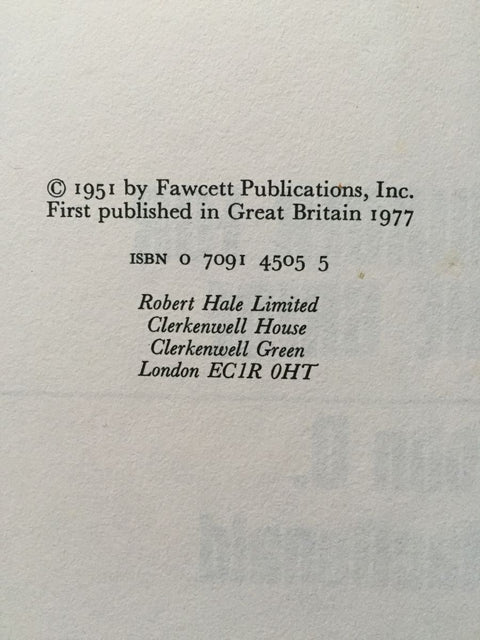 © 1951 by Fawcett Publications, Inc.
First published in Great Britain 1977
ISBN 0 7091 4505 5
Robert Hale Limited
Clerkenwell House
Clerkenwell Green
London EC1R 0HT